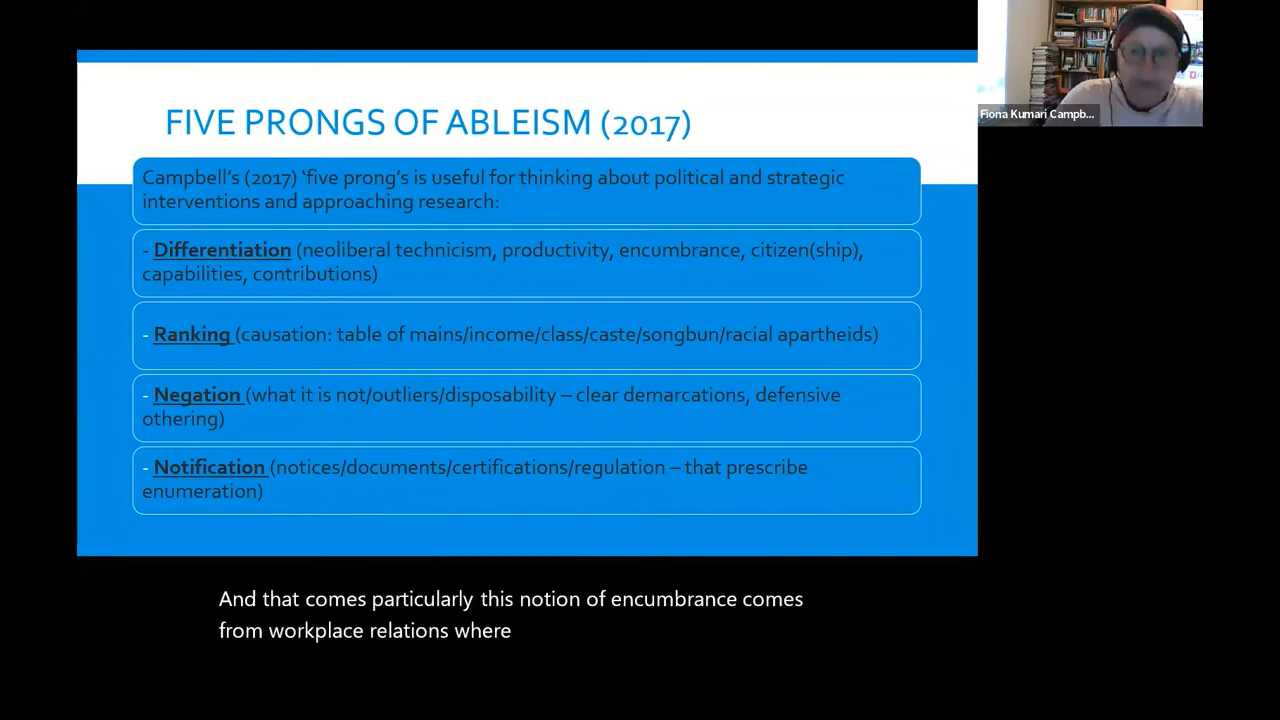 FIVE PRONGS OF ABLEISM (2017)
Campbell's (2017) 'five prong's is useful for thinking about political and strategic
interventions and approaching research:
- Differentiation (neoliberal technicism, productivity, encumbrance, citizen(ship),
capabilities, contributions)
- Ranking (causation: table of mains/income/class/caste/songbun/racial apartheids)
- Negation (what it is not/outliers/disposability – clear demarcations, defensive
othering)
- Notification (notices/documents/certifications/regulation – that prescribe
enumeration)
Fiona Kumari Campb...
And that comes particularly this notion of encumbrance comes
from workplace relations where